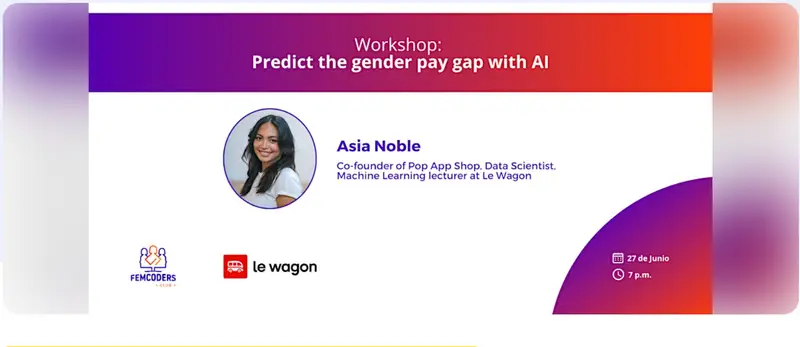 Workshop:
Predict the gender pay gap with AI
Asia Noble
Co-founder of Pop App Shop, Data Scientist,
Machine Learning lecturer at Le Wagon
FEMCODERS
CLUB
le wagon
27 de Junio
7 p.m.